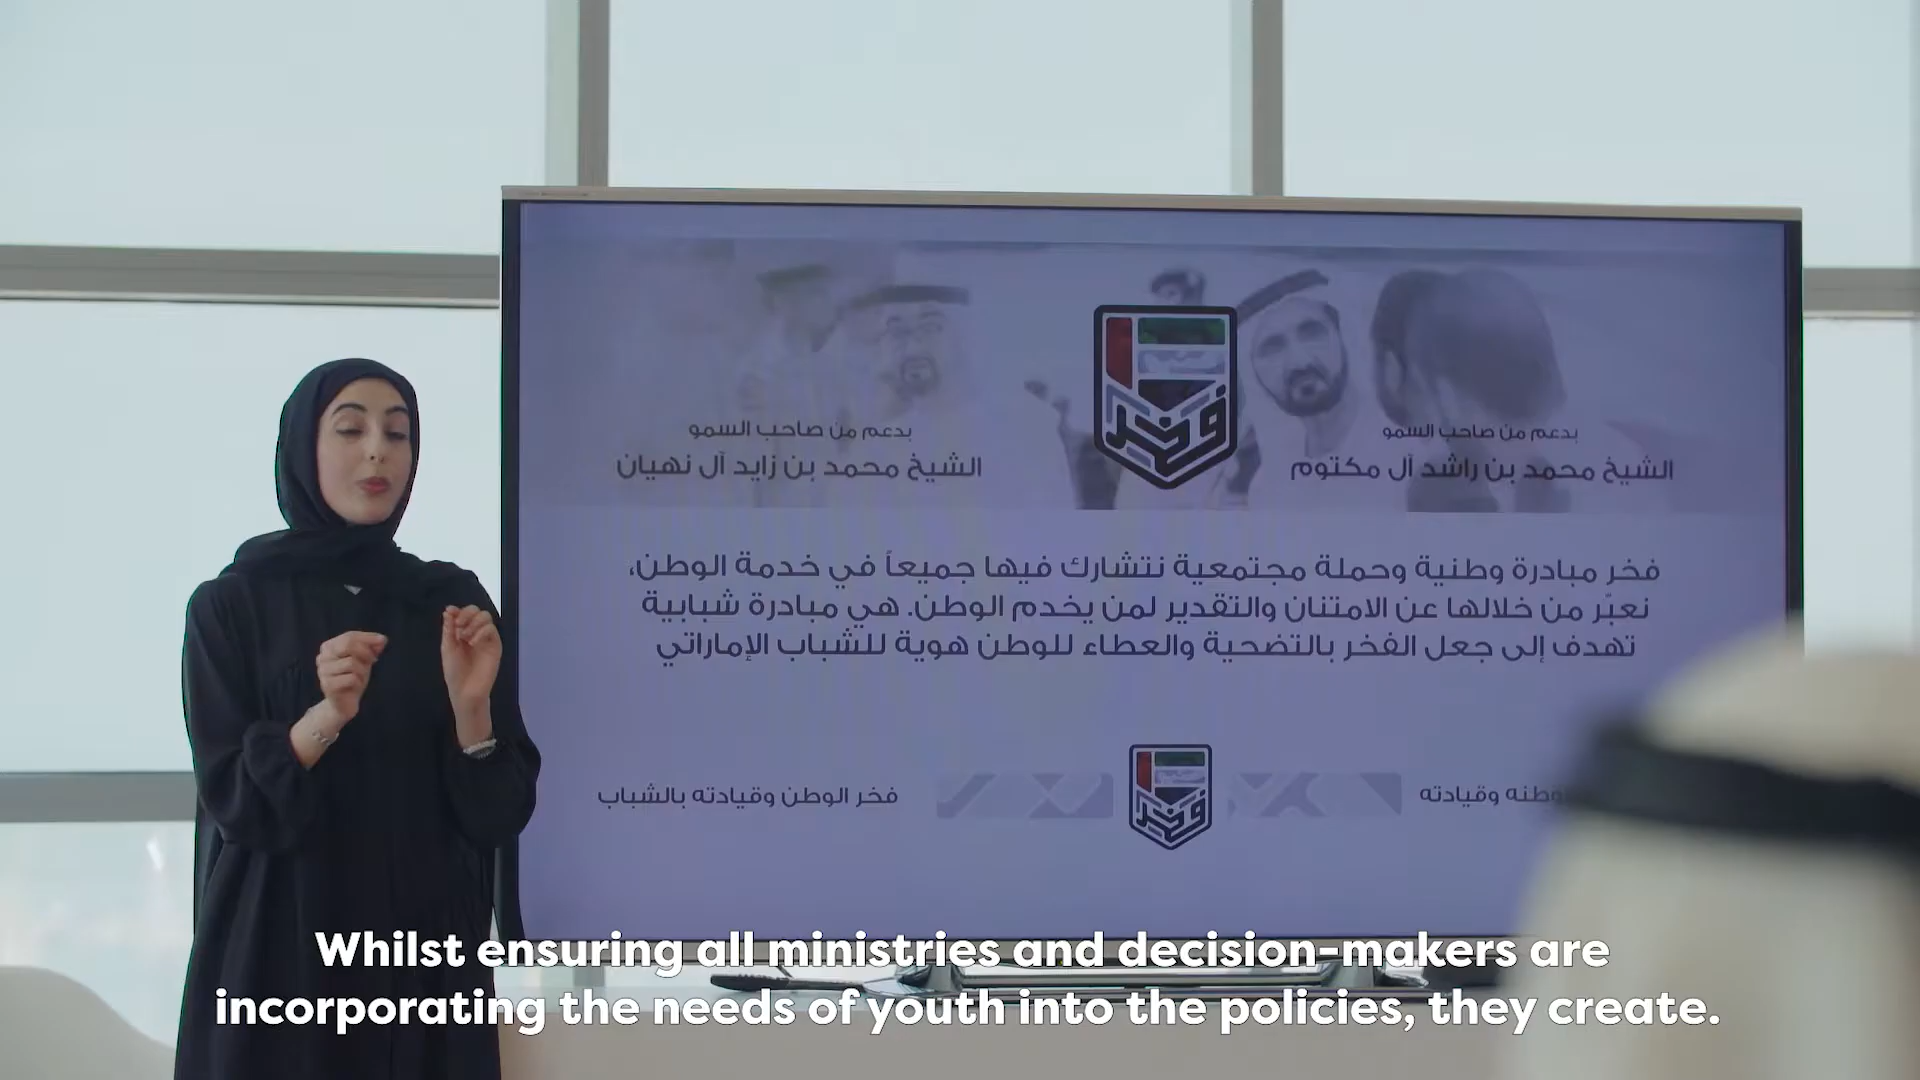 بدعم من صاحب السمو
الشيخ محمد بن راشد آل مكتوم
فخر
بدعم من صاحب السمو
الشيخ محمد بن زايد آل نهيان
فخر مبادرة وطنية وحملة مجتمعية نتشارك فيها جميعاً في خدمة الوطن،
نعبّر من خلالها عن الامتنان والتقدير لمن يخدم الوطن. هي مبادرة شبابية
تهدف إلى جعل الفخر بالتضحية والعطاء للوطن هوية للشباب الإماراتي
وقيادته
فخر
فخر الوطن وقيادته بالشباب
Whilst ensuring all ministries and decision-makers are
incorporating the needs of youth into the policies, they create.